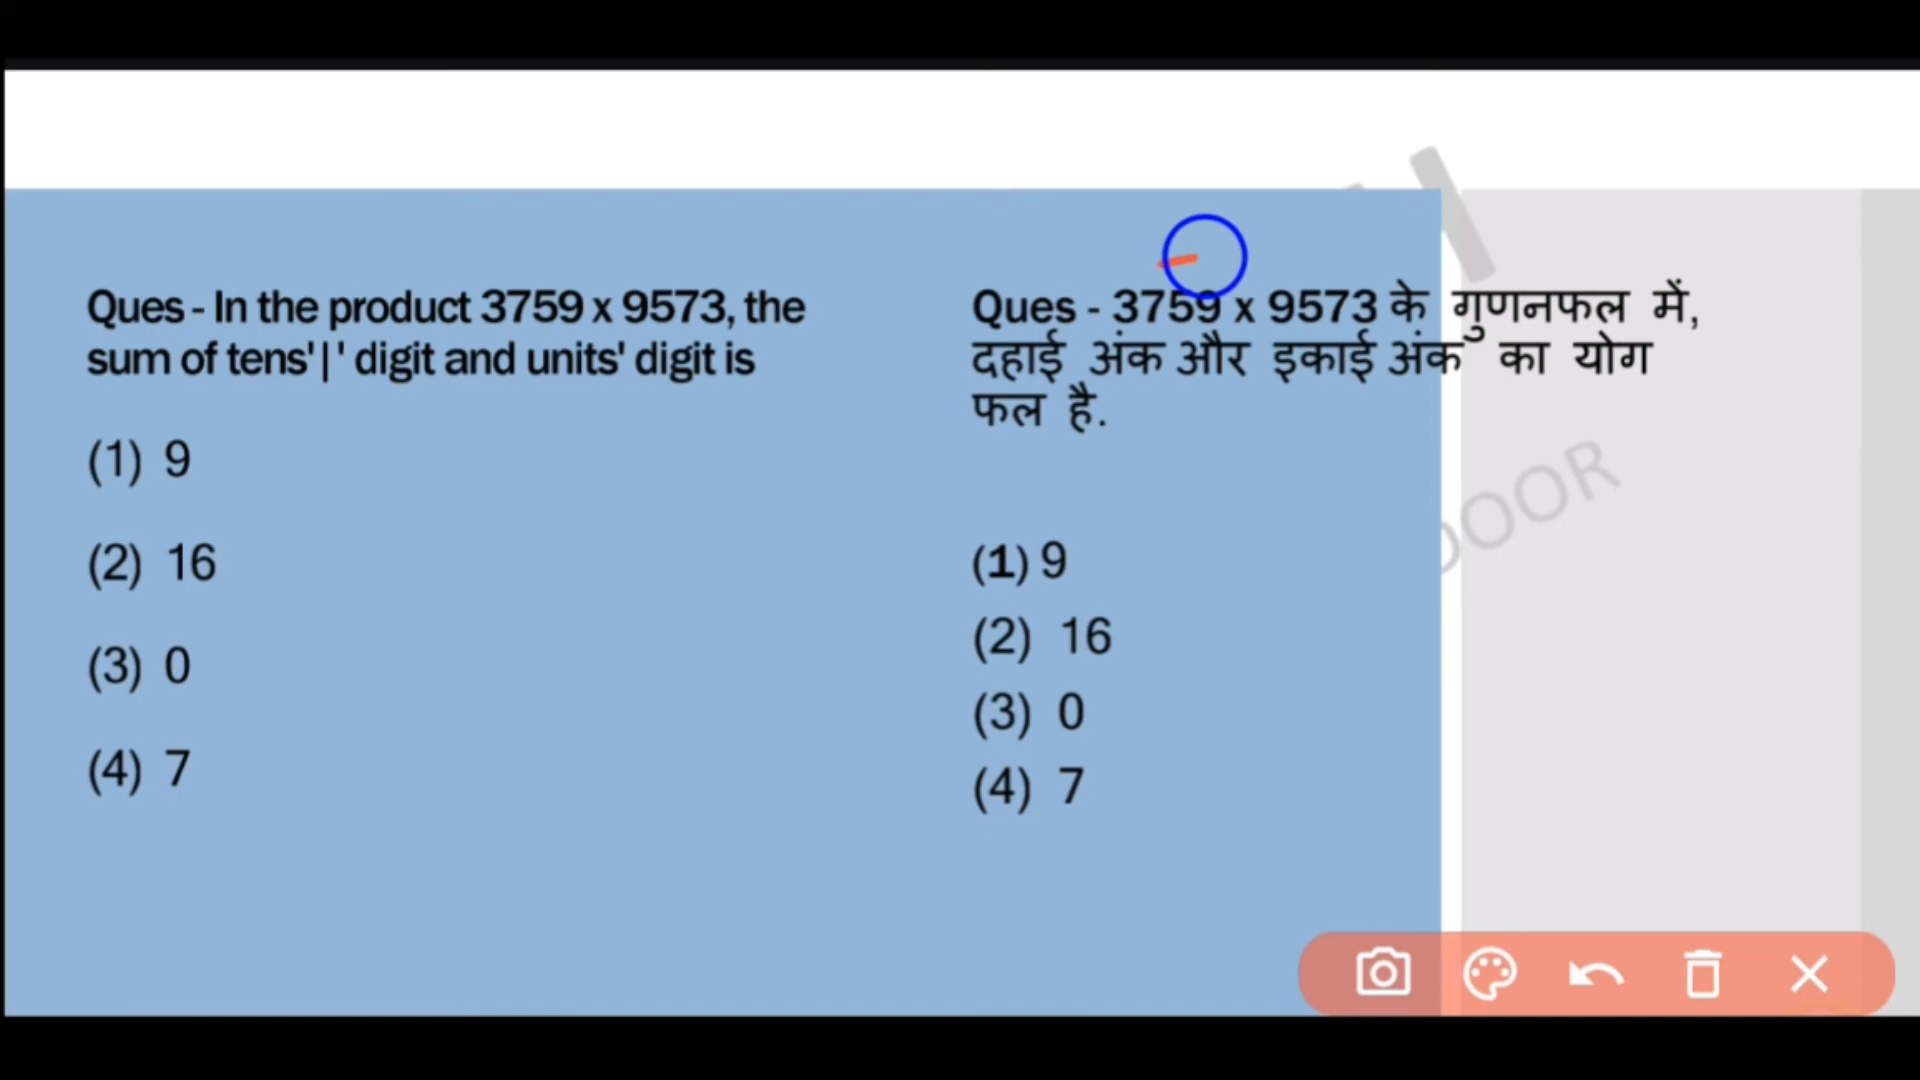 Ques - In the product 3759 x 9573, the
sum of tens'|' digit and units' digit is
(1) 9
(2) 16
(3) 0
(4) 7
Ques - 3759 x 9573 के गुणनफल में,
दहाई अंक और इकाई अंक का योग
फल है.
(1) 9
(2) 16
(3) 0
(4) 7
OOR